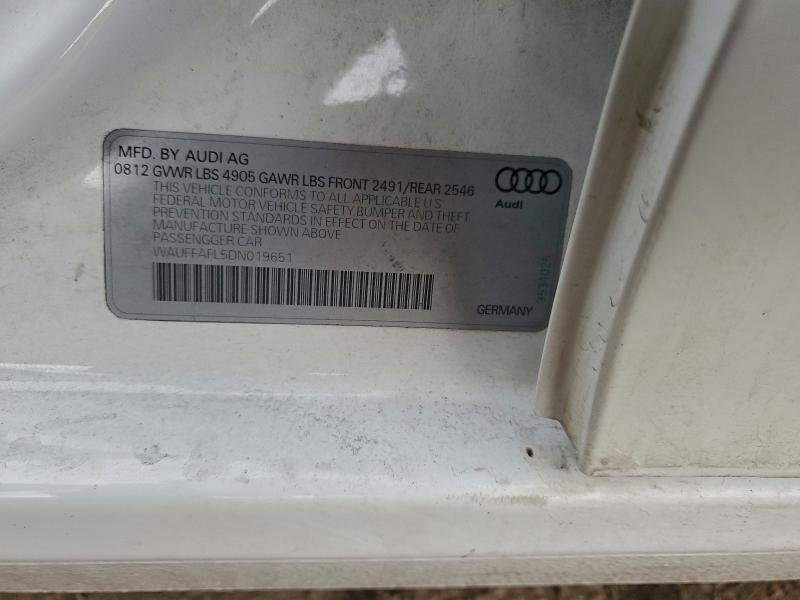 MFD. BY AUDI AG
0812 GVWR LBS 4905 GAWR LBS FRONT 2491/REAR 2546
THIS VEHICLE CONFORMS TO ALL APPLICABLE U S
FEDERAL MOTOR VEHICLE SAFETY BUMPER AND THEFT
PREVENTION STANDARDS IN EFFECT ON THE DATE OF
MANUFACTURE SHOWN ABOVE
PASSENGGER CAR
WAUFFAFL5DN019651
Audi
GERMANY